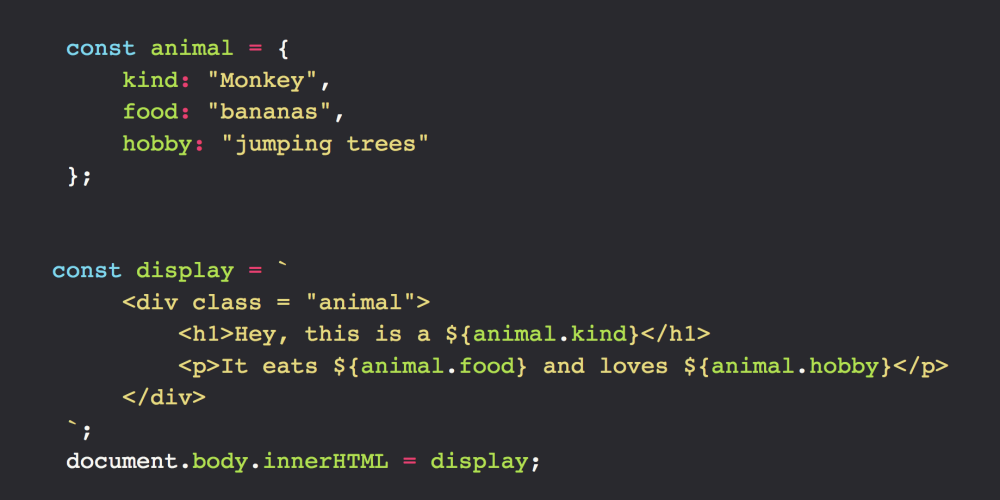 const animal = {
kind: "Monkey",
food: "bananas",
hobby: "jumping trees"
};
const display = `
<div class = "animal">
<h1>Hey, this is a ${animal.kind}</h1>
<p>It eats ${animal.food} and loves ${animal.hobby}</p>
</div>
`;
document.body.innerHTML = display;